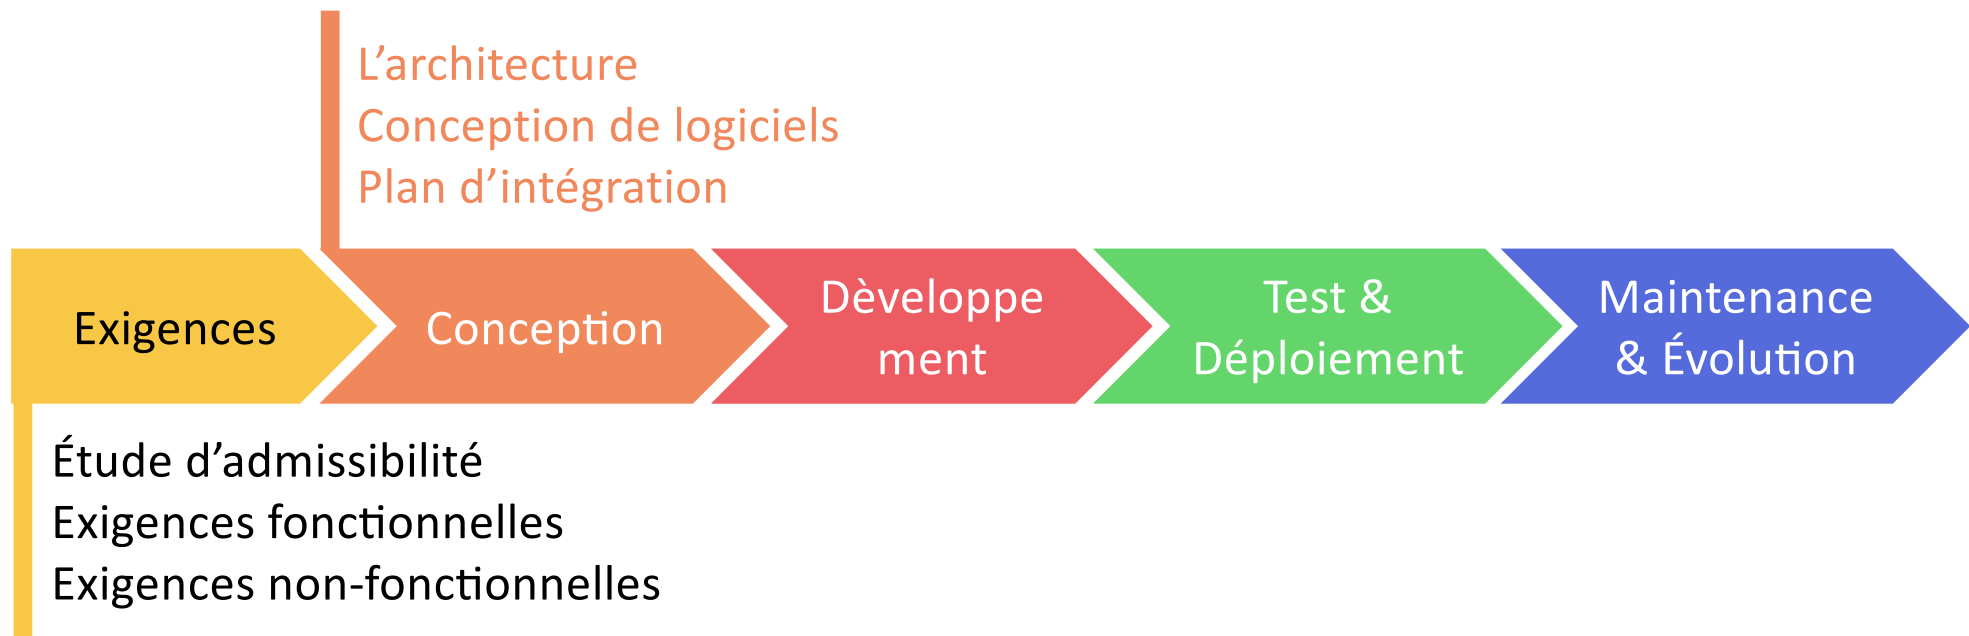 L’architecture
Conception de logiciels
Plan d’intégration
Exigences
Conception
Dèveloppe
ment
Test &
Déploiement
Maintenance
& Évolution
Étude d’admissibilité
Exigences fonctionnelles
Exigences non-fonctionnelles